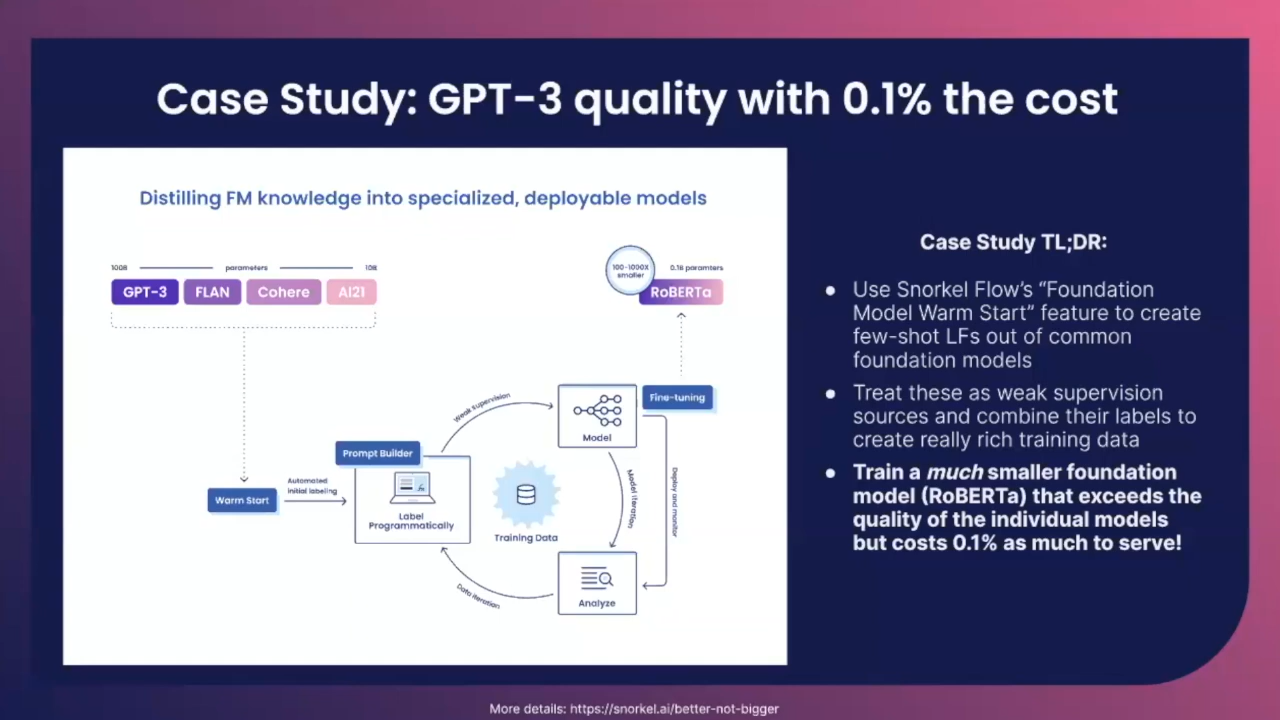 Case Study: GPT-3 quality with 0.1% the cost
Distilling FM knowledge into specialized, deployable models
100B parameters 10B
GPT-3 FLAN Cohere AI21
100-1000X
smaller
0.1B paramters
RoBERTa
Weak Supervision
Model
Fine-tuning
Prompt Builder
Warm Start
Automated
initial labeling
Label
Programmatically
Training Data
Model Iteration
Deploy and monitor
Data Iteration
Analyze
Case Study TL;DR:
● Use Snorkel Flow’s “Foundation
Model Warm Start” feature to create
few-shot LFs out of common
foundation models
● Treat these as weak supervision
sources and combine their labels to
create really rich training data
● Train a much smaller foundation
model (RoBERTa) that exceeds the
quality of the individual models
but costs 0.1% as much to serve!
More details: https://snorkel.ai/better-not-bigger